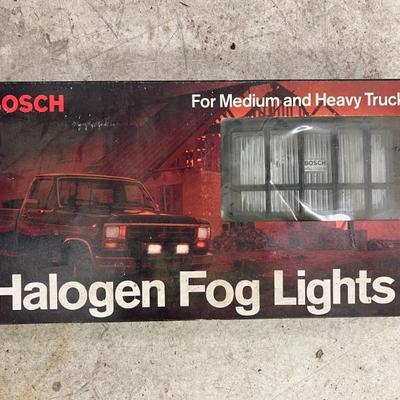 BOSCH
For Medium and Heavy Truck
BOSCH
Halogen Fog Lights